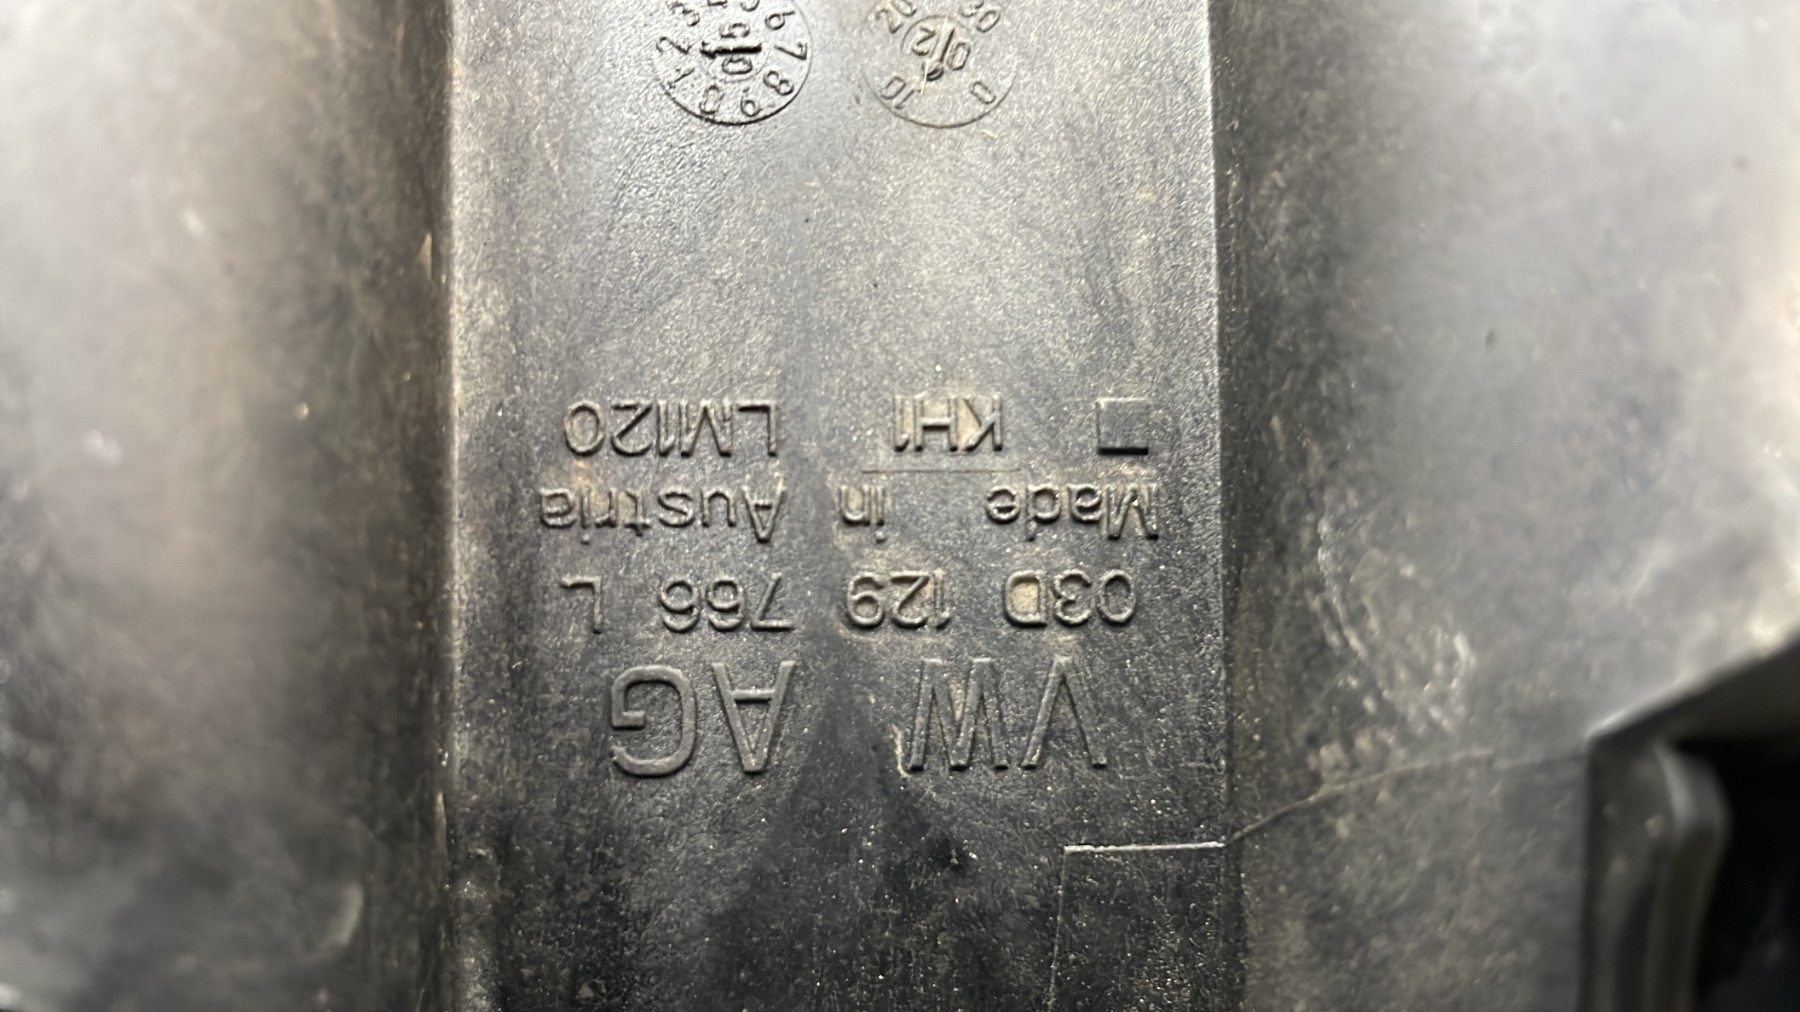 VW AG
03D 129 766 L
Made in Austria
KH1 LM120